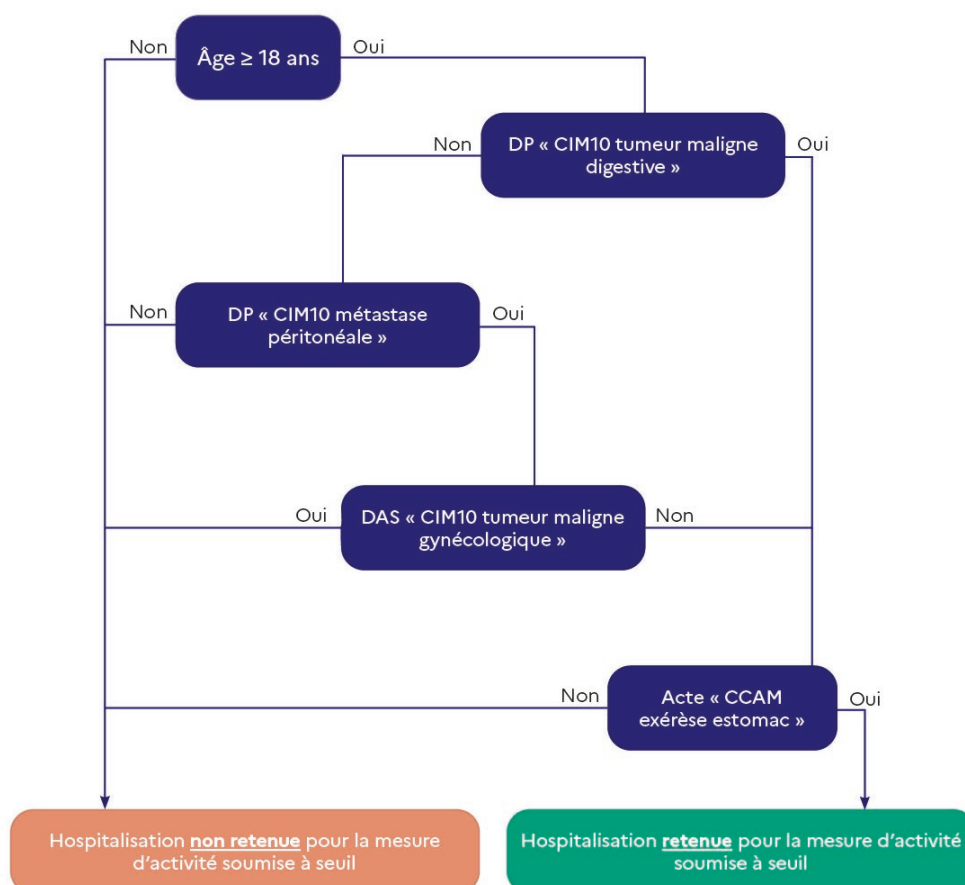 Non
Âge ≥ 18 ans
Oui
Non
DP « CIM10 tumeur maligne
digestive »
Oui
Non
DP « CIM10 métastase
péritonéale »
Oui
Oui
DAS « CIM10 tumeur maligne
gynécologique »
Non
Non
Acte « CCAM
exérèse estomac »
Oui
Hospitalisation non retenue pour la mesure
d’activité soumise à seuil
Hospitalisation retenue pour la mesure d’activité
soumise à seuil